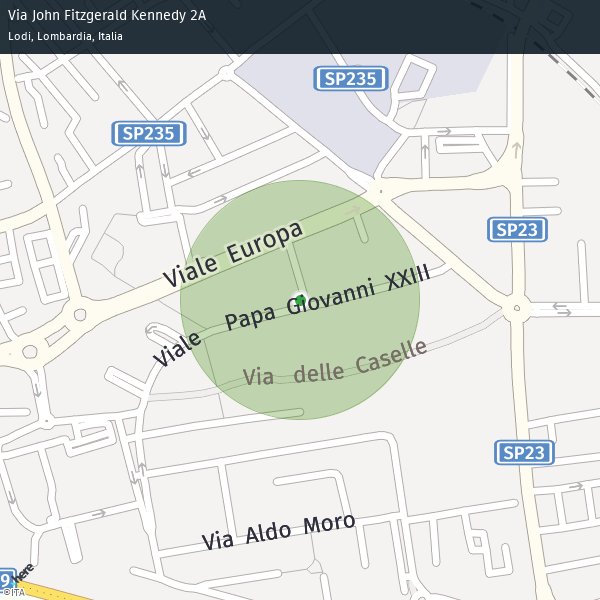 Via John Fitzgerald Kennedy 2A
Lodi, Lombardia, Italia
SP235
SP235
SP23
Viale Europa
Viale Papa Giovanni XXIII
Via delle Caselle
SP23
Via Aldo Moro
9
here
©ITA